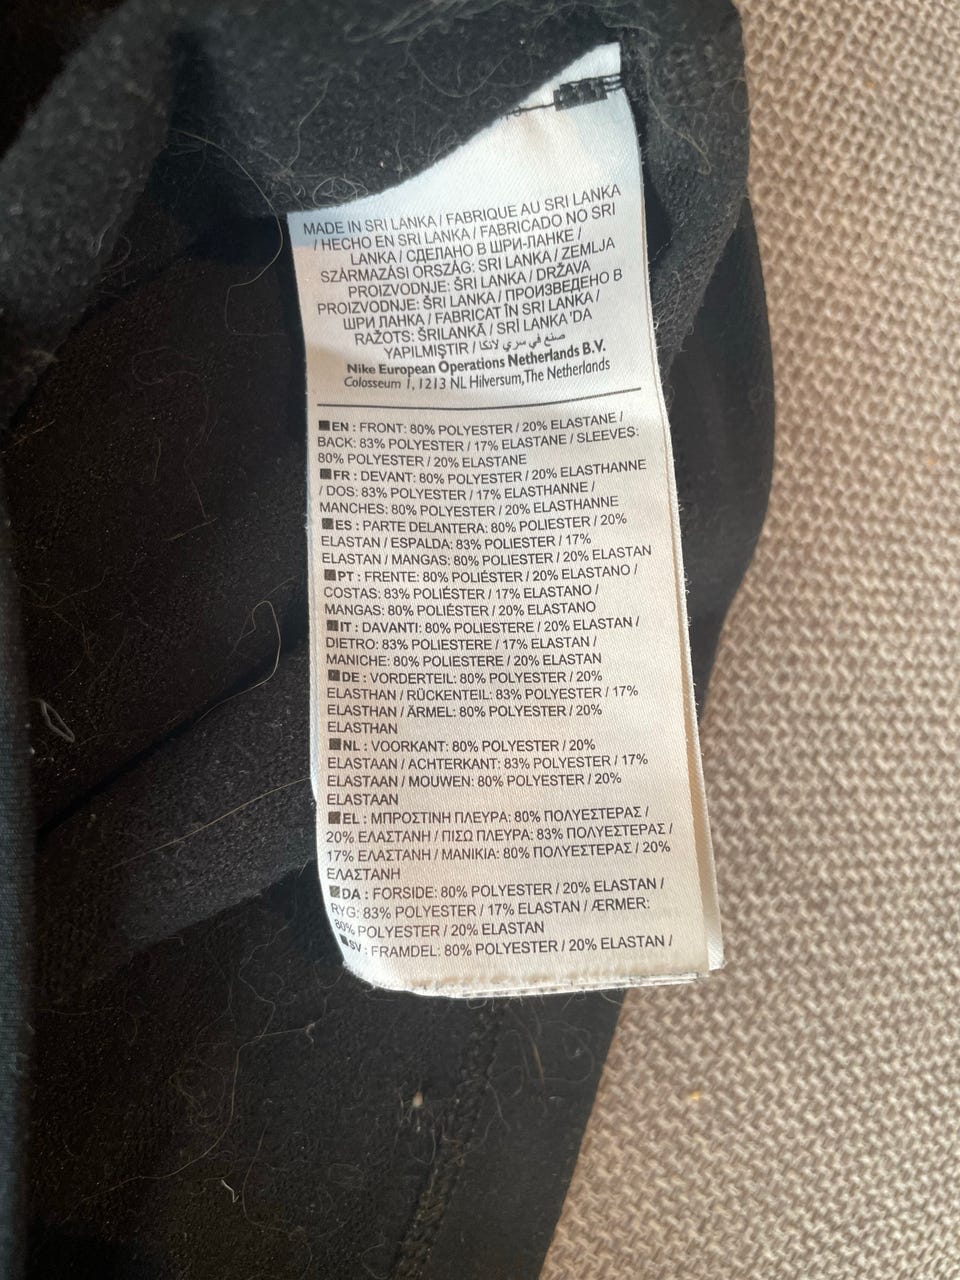 MADE IN SRI LANKA / FABRIQUE AU SRI LANKA
/ HECHO EN SRI LANKA / FABRICADO NO SRI
LANKA / СДЕЛАНО В ШРИ-ЛАНКЕ /
SZÁRMAZÁSI ORSZÁG: SRI LANKA / ZEMLJA
PROIZVODNJE: ŠRI LANKA / DRŽAVA
PROIZVODNJE: ŠRI LANKA / ПРОИЗВЕДЕНО В
ШРИ ЛАНКА / FABRICAT ÎN SRI LANKA /
RAŽOTS: ŠRILANKĀ / SRİ LANKA 'DA
YAPILMIŞTIR / صنع في سري لانكا
Nike European Operations Netherlands B.V.
Colosseum 1, 1213 NL Hilversum, The Netherlands
EN : FRONT: 80% POLYESTER / 20% ELASTANE /
BACK: 83% POLYESTER / 17% ELASTANE / SLEEVES:
80% POLYESTER / 20% ELASTANE
FR : DEVANT: 80% POLYESTER / 20% ELASTHANNE
/ DOS: 83% POLYESTER / 17% ELASTHANNE /
MANCHES: 80% POLYESTER / 20% ELASTHANNE
ES : PARTE DELANTERA: 80% POLIESTER / 20%
ELASTAN / ESPALDA: 83% POLIESTER / 17%
ELASTAN / MANGAS: 80% POLIESTER / 20% ELASTAN
PT : FRENTE: 80% POLIÉSTER / 20% ELASTANO /
COSTAS: 83% POLIÉSTER / 17% ELASTANO /
MANGAS: 80% POLIÉSTER / 20% ELASTANO
IT : DAVANTI: 80% POLIESTERE / 20% ELASTAN /
DIETRO: 83% POLIESTERE / 17% ELASTAN /
MANICHE: 80% POLIESTERE / 20% ELASTAN
DE : VORDERTEIL: 80% POLYESTER / 20%
ELASTHAN / RÜCKENTEIL: 83% POLYESTER / 17%
ELASTHAN / ÄRMEL: 80% POLYESTER / 20%
ELASTHAN
NL : VOORKANT: 80% POLYESTER / 20%
ELASTAAN / ACHTERKANT: 83% POLYESTER / 17%
ELASTAAN / MOUWEN: 80% POLYESTER / 20%
ELASTAAN
EL : ΜΠΡΟΣΤΙΝΗ ΠΛΕΥΡΑ: 80% ΠΟΛΥΕΣΤΕΡΑΣ /
20% ΕΛΑΣΤΑΝΗ / ΠΙΣΩ ΠΛΕΥΡΑ: 83% ΠΟΛΥΕΣΤΕΡΑΣ /
17% ΕΛΑΣΤΑΝΗ / ΜΑΝΙΚΙΑ: 80% ΠΟΛΥΕΣΤΕΡΑΣ / 20%
ΕΛΑΣΤΑΝΗ
DA : FORSIDE: 80% POLYESTER / 20% ELASTAN /
RYG: 83% POLYESTER / 17% ELASTAN / ÆRMER:
80% POLYESTER / 20% ELASTAN
SV : FRAMDEL: 80% POLYESTER / 20% ELASTAN /